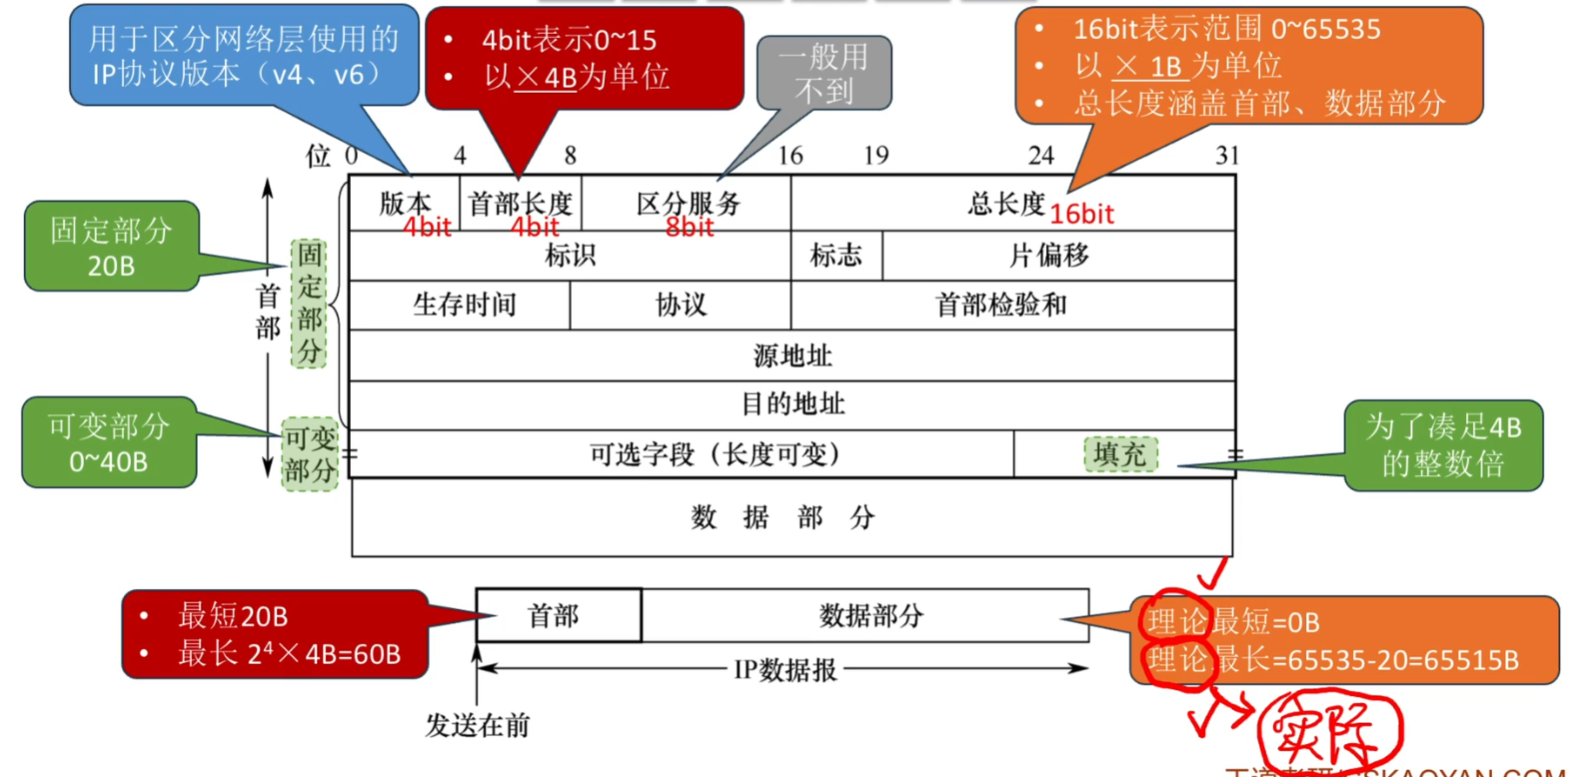 用于区分网络层使用的
IP协议版本（v4、v6）
• 4bit表示0~15
• 以×4B为单位
一般用
不到
• 16bit表示范围 0~65535
• 以 × 1B 为单位
• 总长度涵盖首部、数据部分
位 0 4 8 16 19 24 31
版本 4bit 首部长度 4bit 区分服务 8bit 总长度 16bit
固定部分
20B
首部
固定部分
标识 标志 片偏移
生存时间 协议 首部检验和
源地址
目的地址
可变部分
0~40B
可变
部分
可选字段（长度可变） 填充
为了凑足4B
的整数倍
数 据 部 分
• 最短20B
• 最长 2⁴×4B=60B
首部 数据部分
理论最短=0B
理论最长=65535-20=65515B
IP数据报
发送在前
实际